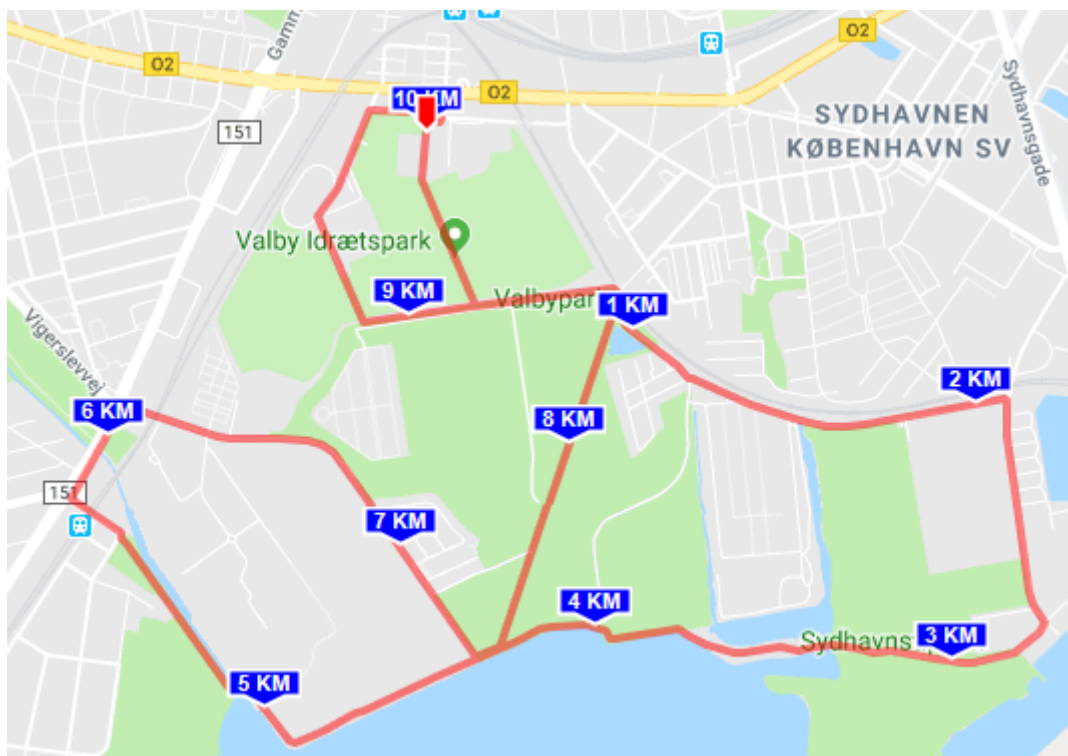 O2
Gamm
10 KM
O2
O2
151
SYDHAVNEN
KØBENHAVN SV
Sydhavnsgade
Valby Idrætspark
9 KM
Valbypar
1 KM
Vigerslevvej
2 KM
6 KM
8 KM
151
7 KM
4 KM
Sydhavns
3 KM
5 KM